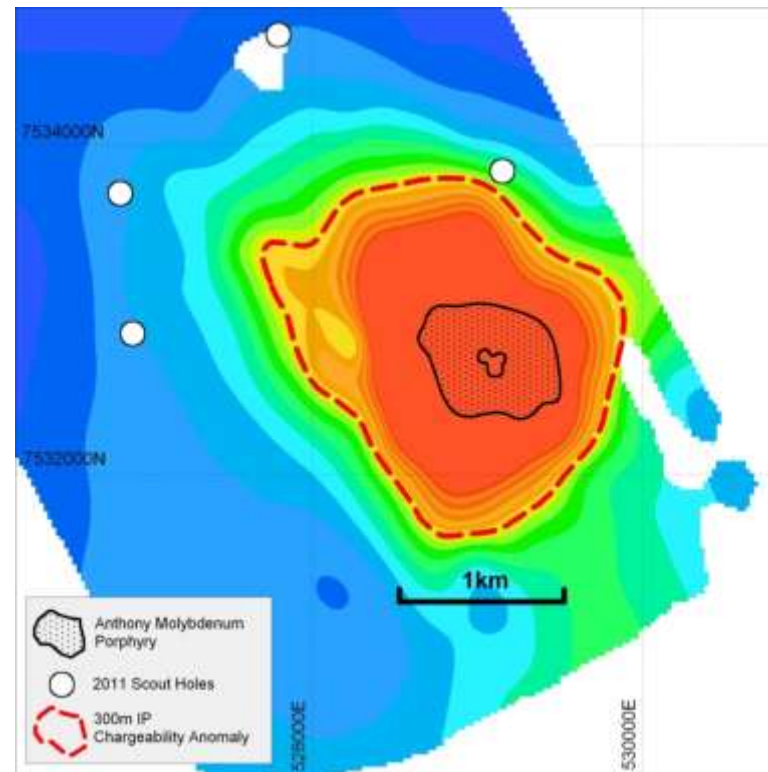 7534000N
7532000N
1km
Anthony Molybdenum
Porphyry
2011 Scout Holes
300m IP
Chargeability Anomaly
528000E
530000E